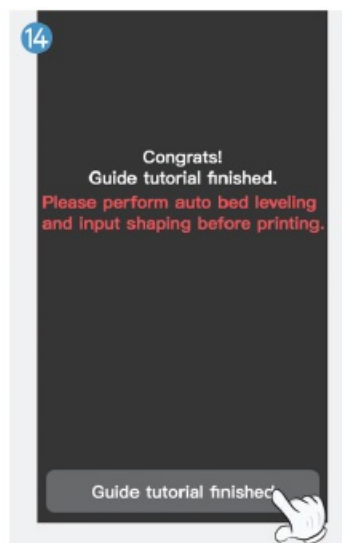 14
Congrats!
Guide tutorial finished.
Please perform auto bed leveling
and input shaping before printing.
Guide tutorial finished